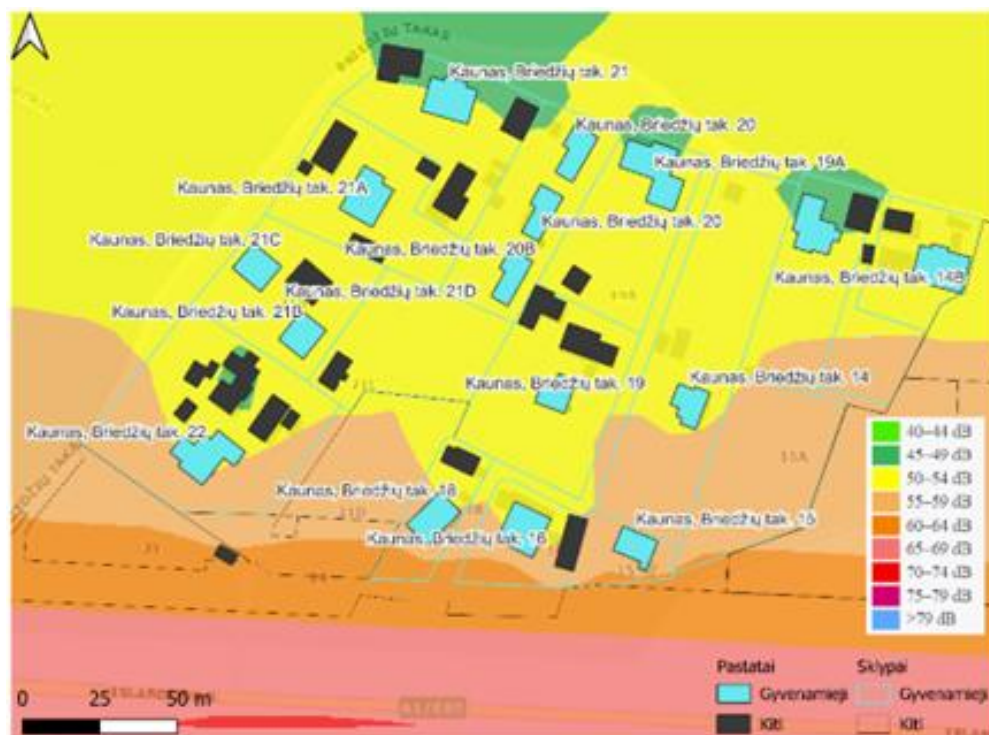 Kaunas, Briedžių tak. 21
Kaunas, Briedžių tak. 20
Kaunas, Briedžių tak. 19A
Kaunas, Briedžių tak. 21A
Kaunas, Briedžių tak. 20
Kaunas, Briedžių tak. 21C
Kaunas, Briedžių tak. 20B
Kaunas, Briedžių tak. 14B
Kaunas, Briedžių tak. 21D
Kaunas, Briedžių tak. 21B
Kaunas, Briedžių tak. 19
Kaunas, Briedžių tak. 14
Kaunas, Briedžių tak. 22
Kaunas, Briedžių tak. 18
Kaunas, Briedžių tak. 16
Kaunas, Briedžių tak. 15
40–44 dB
45–49 dB
50–54 dB
55–59 dB
60–64 dB
65–69 dB
70–74 dB
75–79 dB
>79 dB
Pastatai
Gyvenamieji
Kiti
Sklypai
Gyvenamieji
Kiti
0 25 50 m